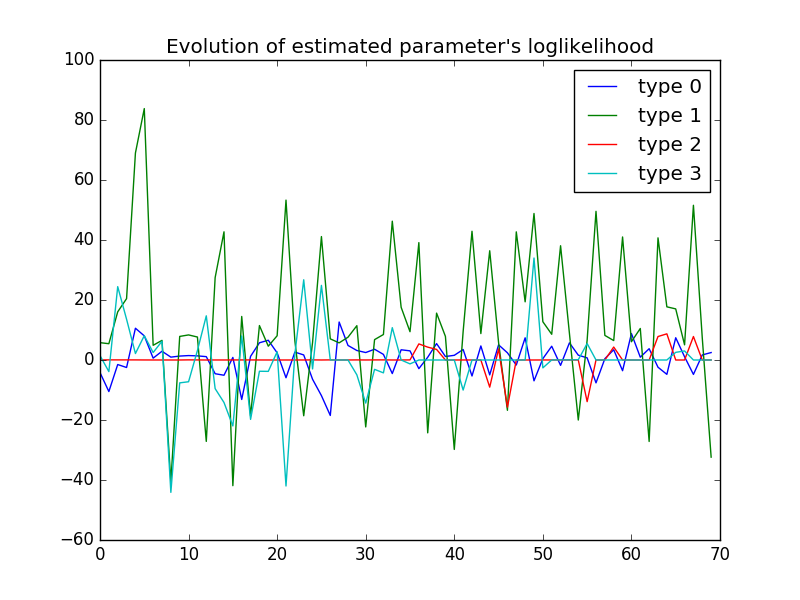 Evolution of estimated parameter's loglikelihood
100
80
60
40
20
0
−20
−40
−60
0 10 20 30 40 50 60 70
type 0
type 1
type 2
type 3